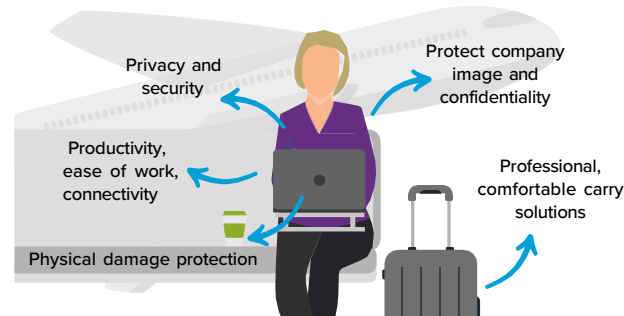 Privacy and
security
Protect company
image and
confidentiality
Productivity,
ease of work,
connectivity
Professional,
comfortable carry
solutions
Physical damage protection